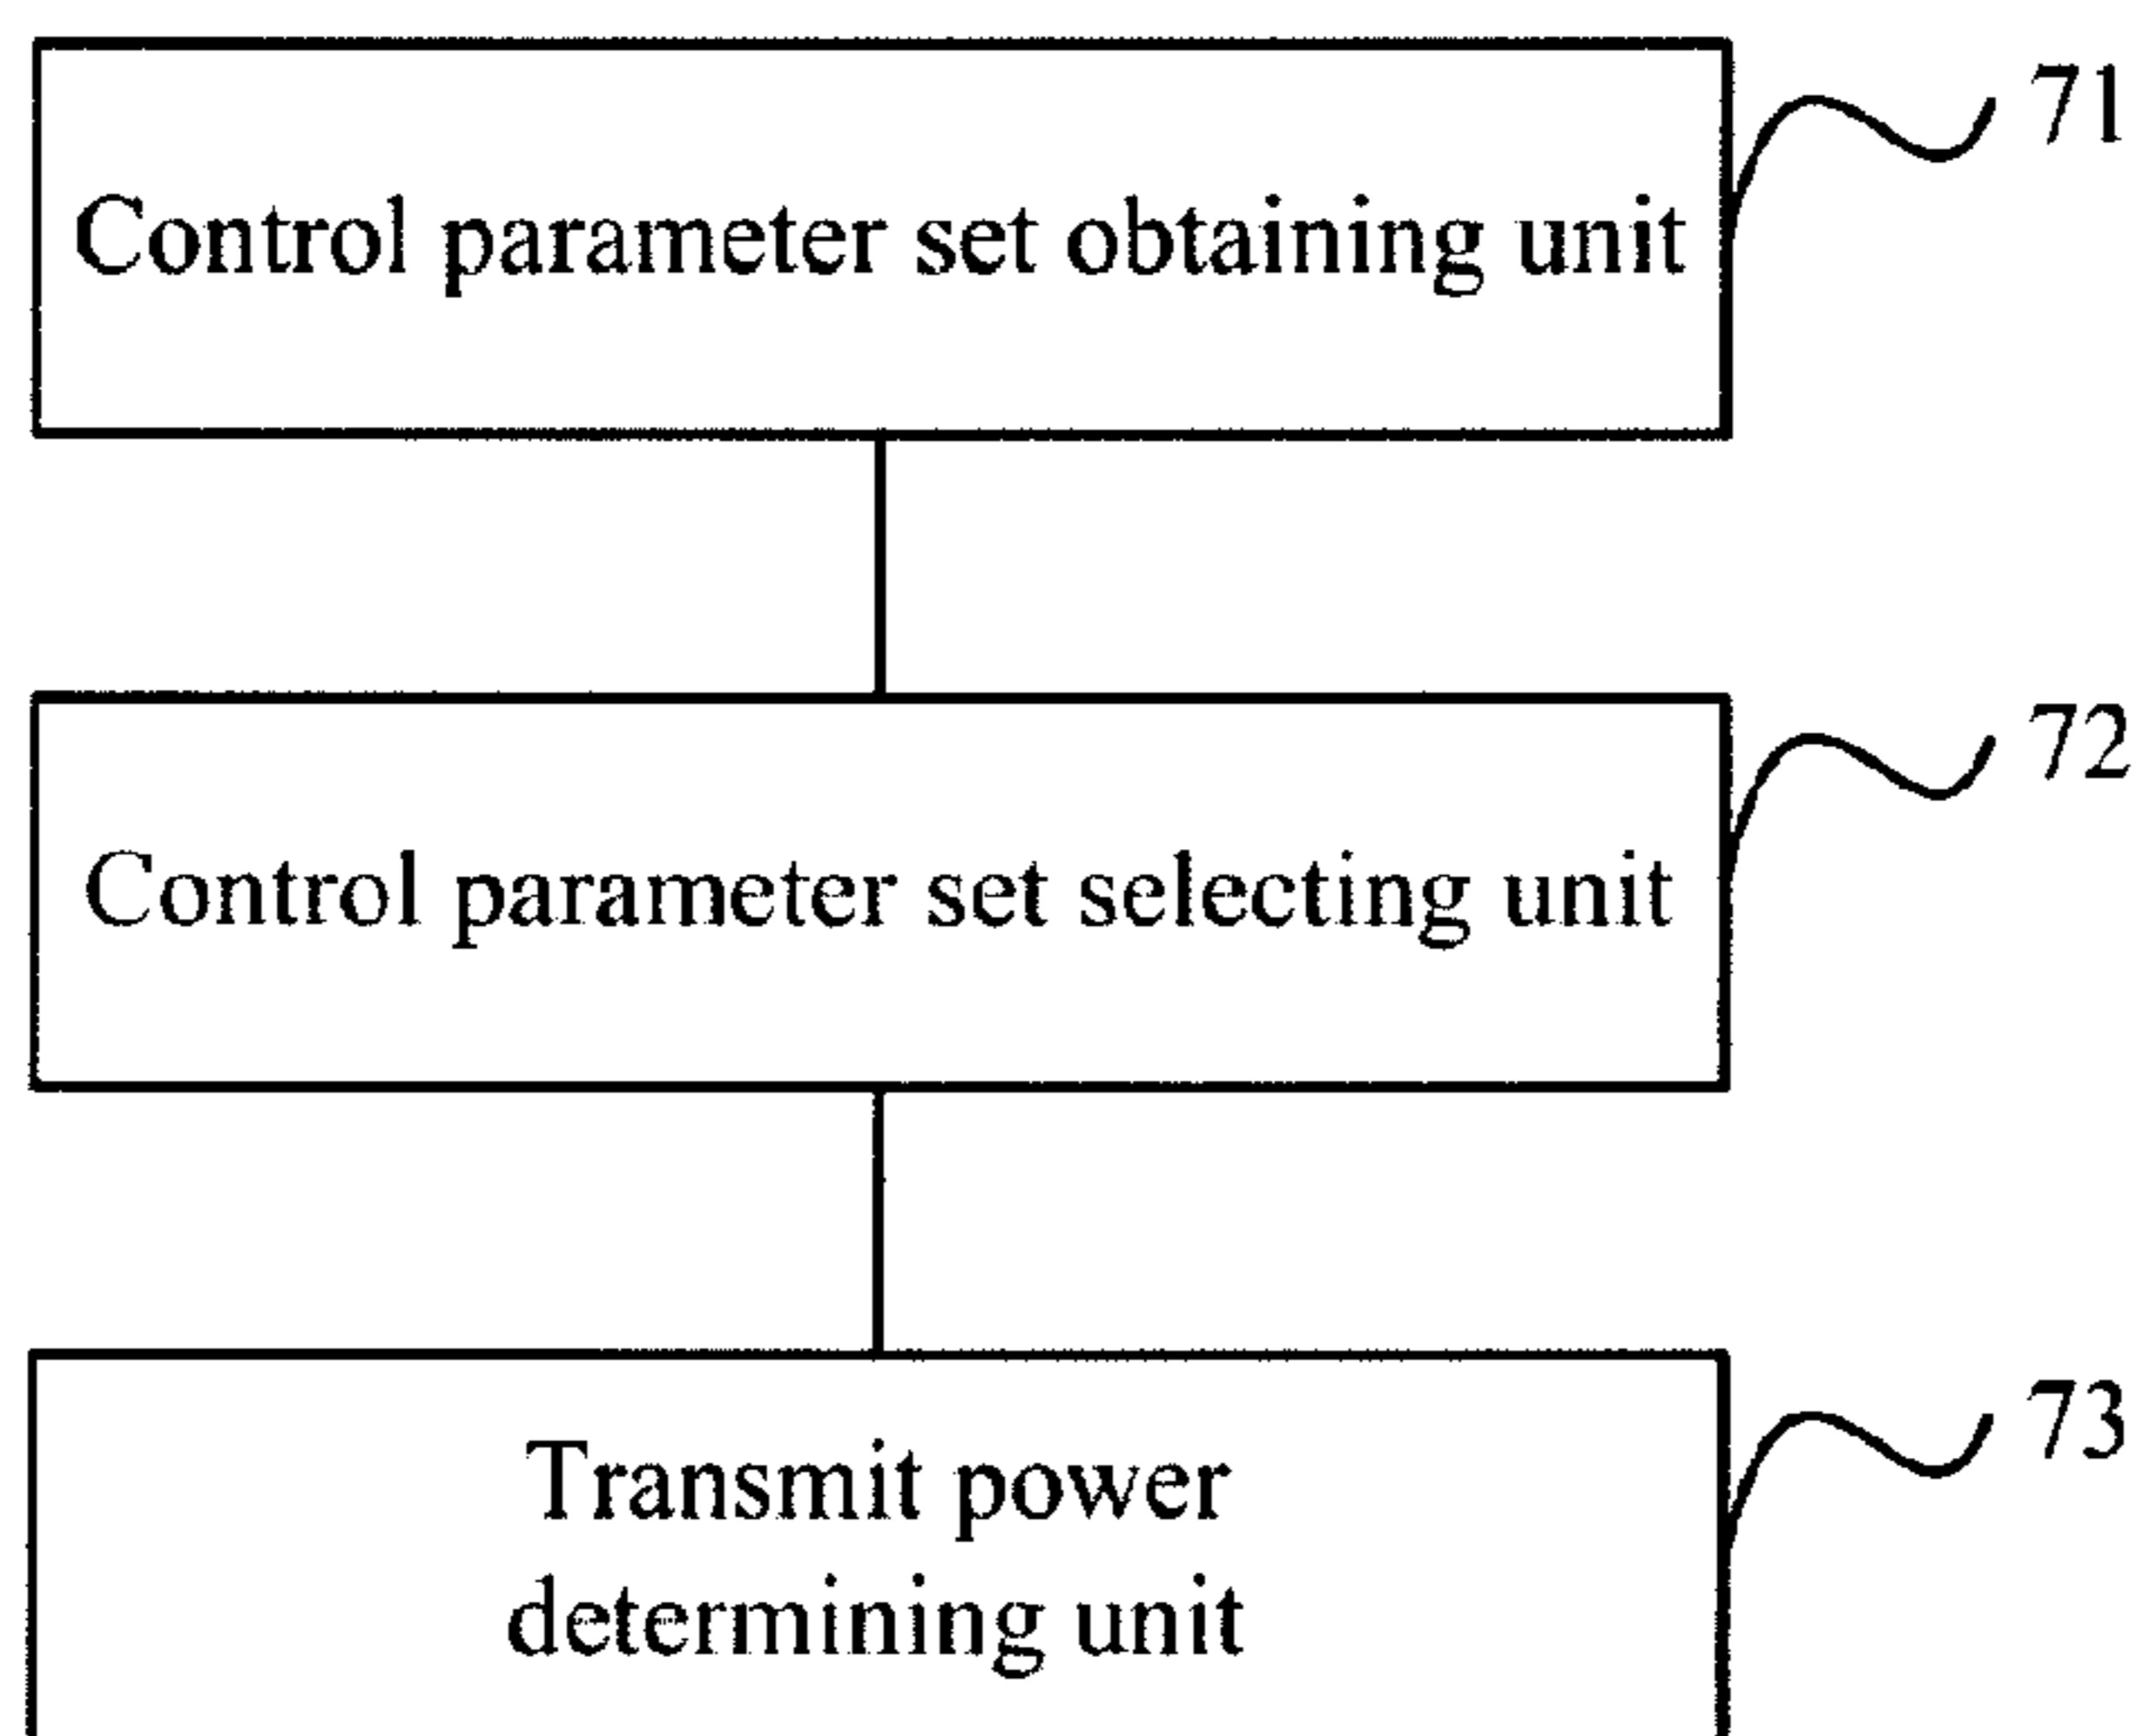 71
Control parameter set obtaining unit
72
Control parameter set selecting unit
73
Transmit power
determining unit